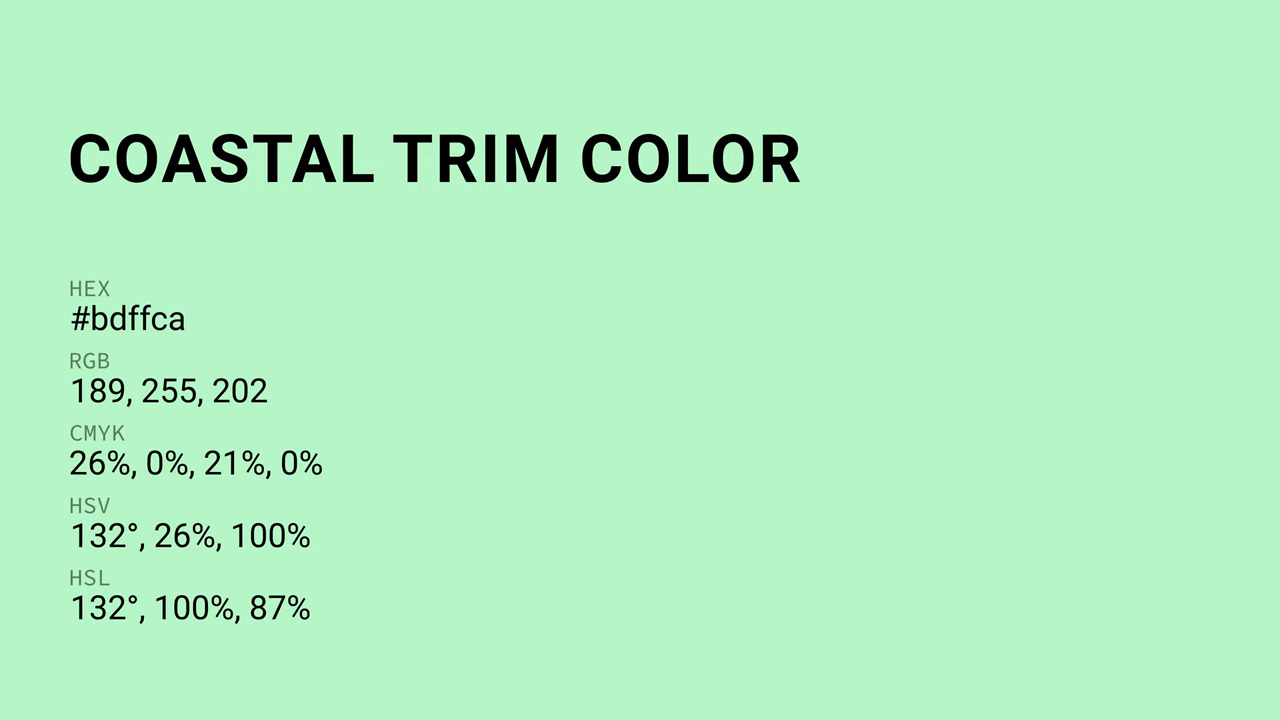 COASTAL TRIM COLOR
HEX
#bdffca
RGB
189, 255, 202
CMYK
26%, 0%, 21%, 0%
HSV
132°, 26%, 100%
HSL
132°, 100%, 87%